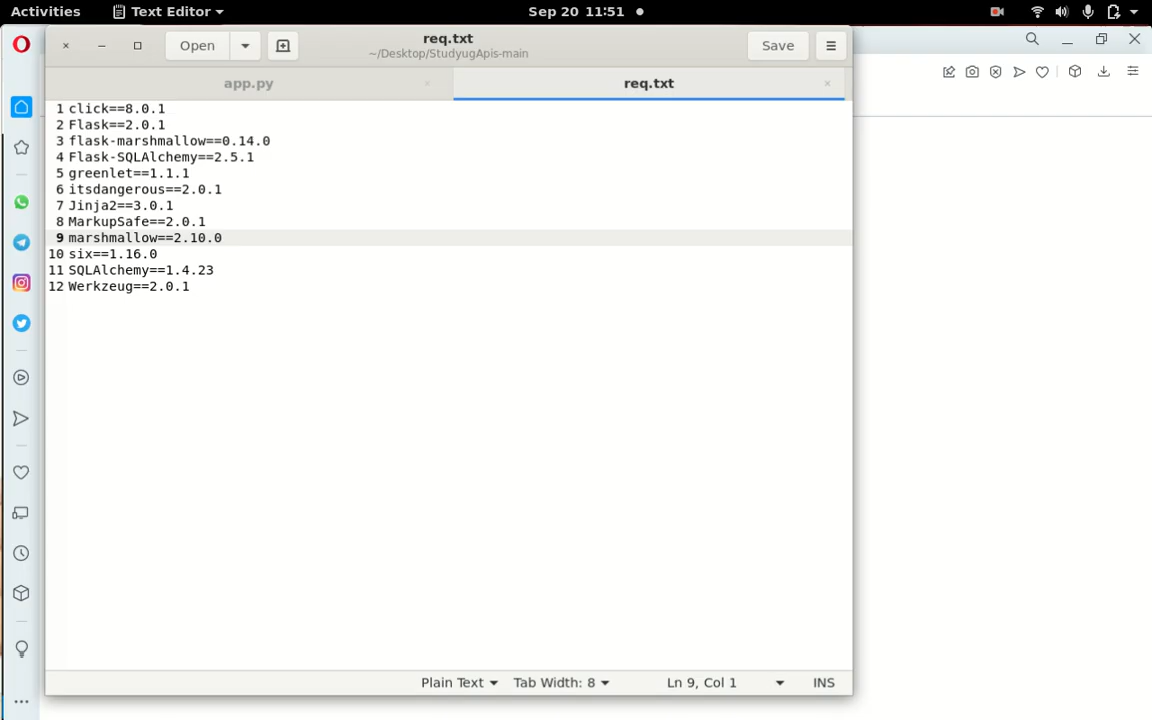 Activities Text Editor Sep 20 11:51
Open req.txt Save
~/Desktop/StudyugApis-main
app.py req.txt
1 click==8.0.1
2 Flask==2.0.1
3 flask-marshmallow==0.14.0
4 Flask-SQLAlchemy==2.5.1
5 greenlet==1.1.1
6 itsdangerous==2.0.1
7 Jinja2==3.0.1
8 MarkupSafe==2.0.1
9 marshmallow==2.10.0
10 six==1.16.0
11 SQLAlchemy==1.4.23
12 Werkzeug==2.0.1
Plain Text Tab Width: 8 Ln 9, Col 1 INS